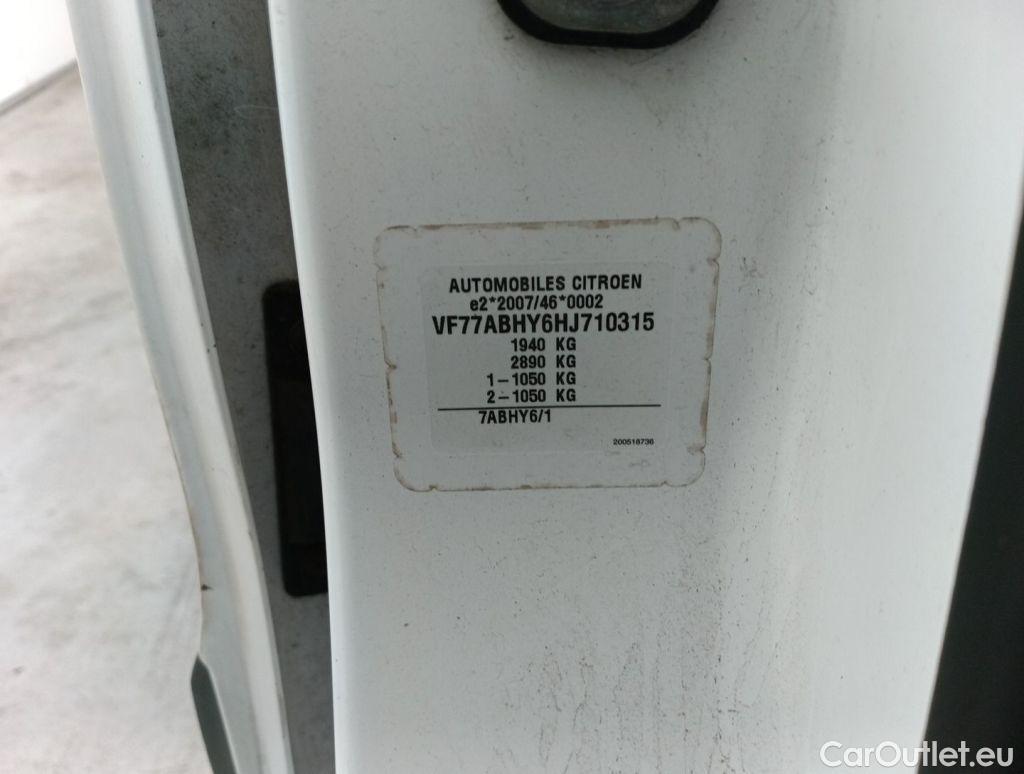 AUTOMOBILES CITROEN
e2*2007/46*0002
VF77ABHY6HJ710315
1940 KG
2890 KG
1-1050 KG
2-1050 KG
7ABHY6/1
200518736
CarOutlet.eu